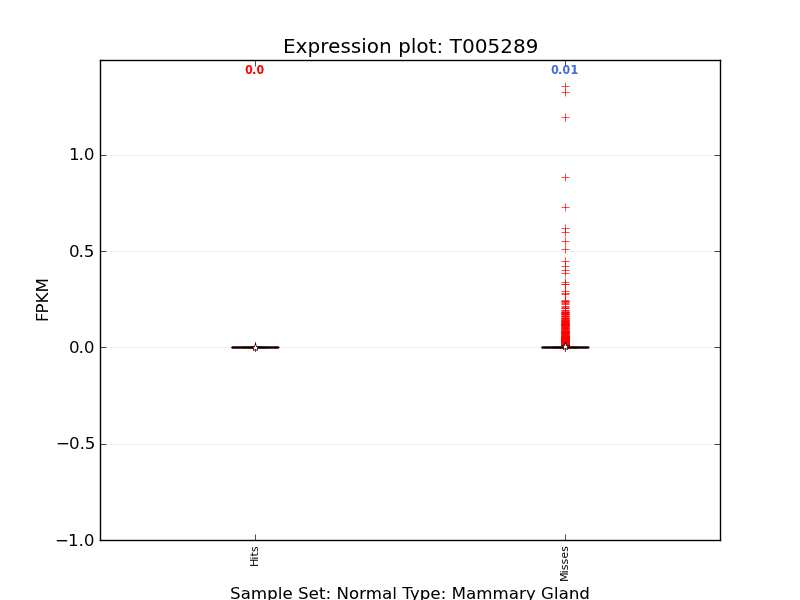 Expression plot: T005289
0.0
0.01
1.0
0.5
0.0
−0.5
−1.0
FPKM
Hits
Misses
Sample Set: Normal Type: Mammary Gland